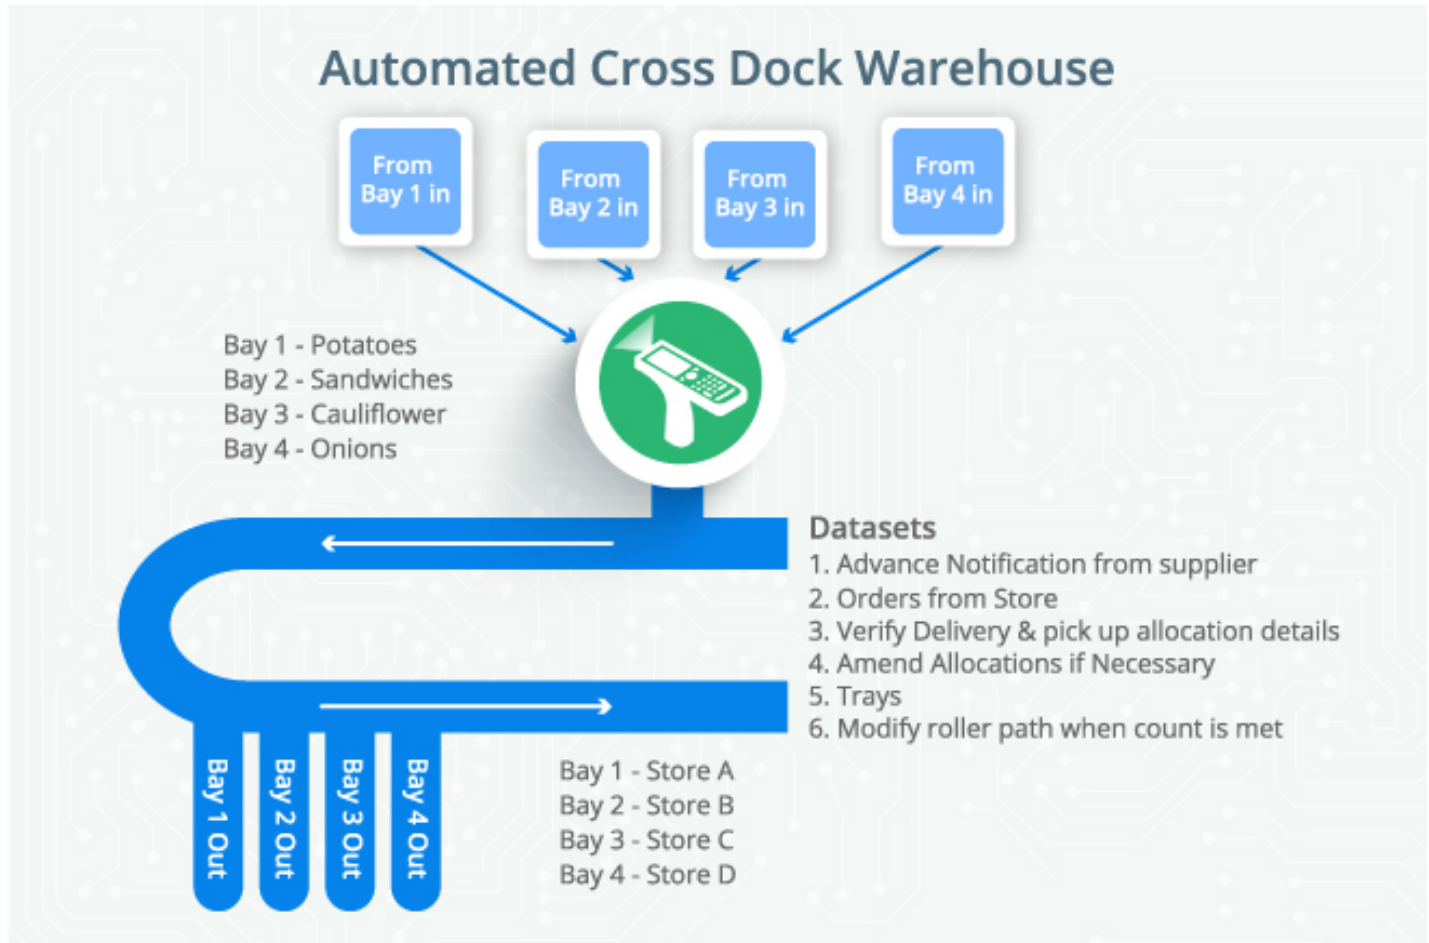 Automated Cross Dock Warehouse
From
Bay 1 in
From
Bay 2 in
From
Bay 3 in
From
Bay 4 in
Bay 1 - Potatoes
Bay 2 - Sandwiches
Bay 3 - Cauliflower
Bay 4 - Onions
Datasets
1. Advance Notification from supplier
2. Orders from Store
3. Verify Delivery & pick up allocation details
4. Amend Allocations if Necessary
5. Trays
6. Modify roller path when count is met
Bay 1 Out
Bay 2 Out
Bay 3 Out
Bay 4 Out
Bay 1 - Store A
Bay 2 - Store B
Bay 3 - Store C
Bay 4 - Store D